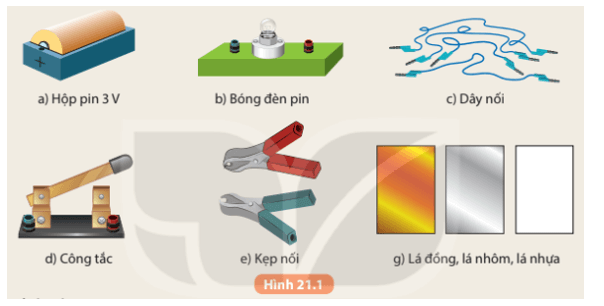 +
a) Hộp pin 3 V
b) Bóng đèn pin
c) Dây nối
d) Công tắc
e) Kẹp nối
g) Lá đồng, lá nhôm, lá nhựa
Hình 21.1